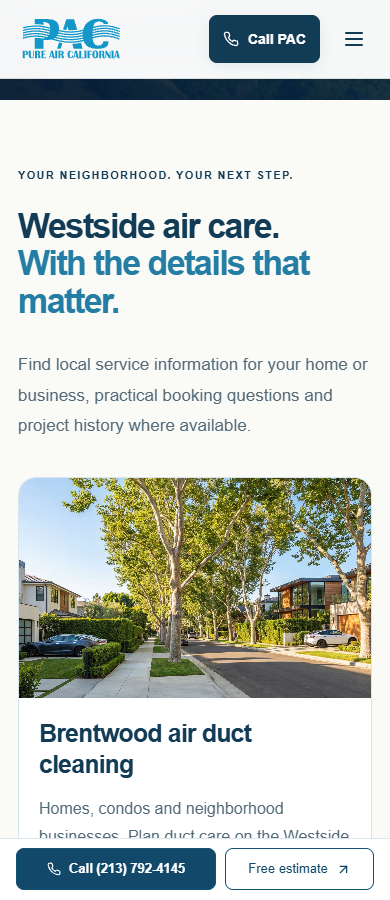 PAC
PURE AIR CALIFORNIA
Call PAC
YOUR NEIGHBORHOOD. YOUR NEXT STEP.
Westside air care.
With the details that
matter.
Find local service information for your home or
business, practical booking questions and
project history where available.
Brentwood air duct
cleaning
Homes, condos and neighborhood
businesses. Plan duct care on the Westside
Call (213) 792-4145
Free estimate